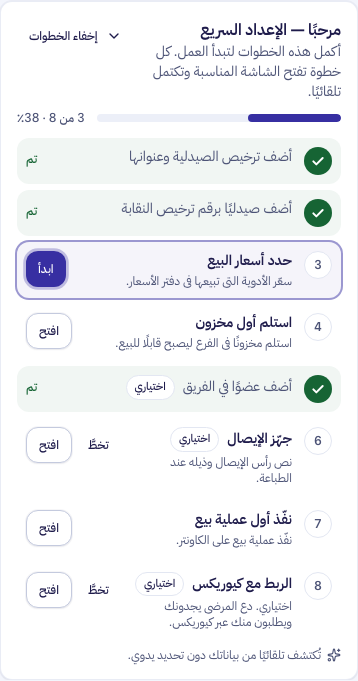 مرحبًا — الإعداد السريع
إخفاء الخطوات
أكمل هذه الخطوات لتبدأ العمل. كل
خطوة تفتح الشاشة المناسبة وتكتمل
تلقائيًا.
3 من 8 · 38٪
أضف ترخيص الصيدلية وعنوانها
تم
أضف صيدليًا برقم ترخيص النقابة
تم
3
حدد أسعار البيع
سعّر الأدوية التي تبيعها في دفتر الأسعار.
ابدأ
4
استلم أول مخزون
استلم مخزونًا في الفرع ليصبح قابلًا للبيع.
افتح
أضف عضوًا في الفريق
اختياري
تم
6
جهّز الإيصال
اختياري
نص رأس الإيصال وذيله عند
الطباعة.
تخطَّ
افتح
7
نفّذ أول عملية بيع
نفّذ عملية بيع على الكاونتر.
افتح
8
الربط مع كيوريكس
اختياري
اختياري. دع المرضى يجدونك
ويطلبون منك عبر كيوريكس.
تخطَّ
افتح
تُكتشف تلقائيًا من بياناتك دون تحديد يدوي.